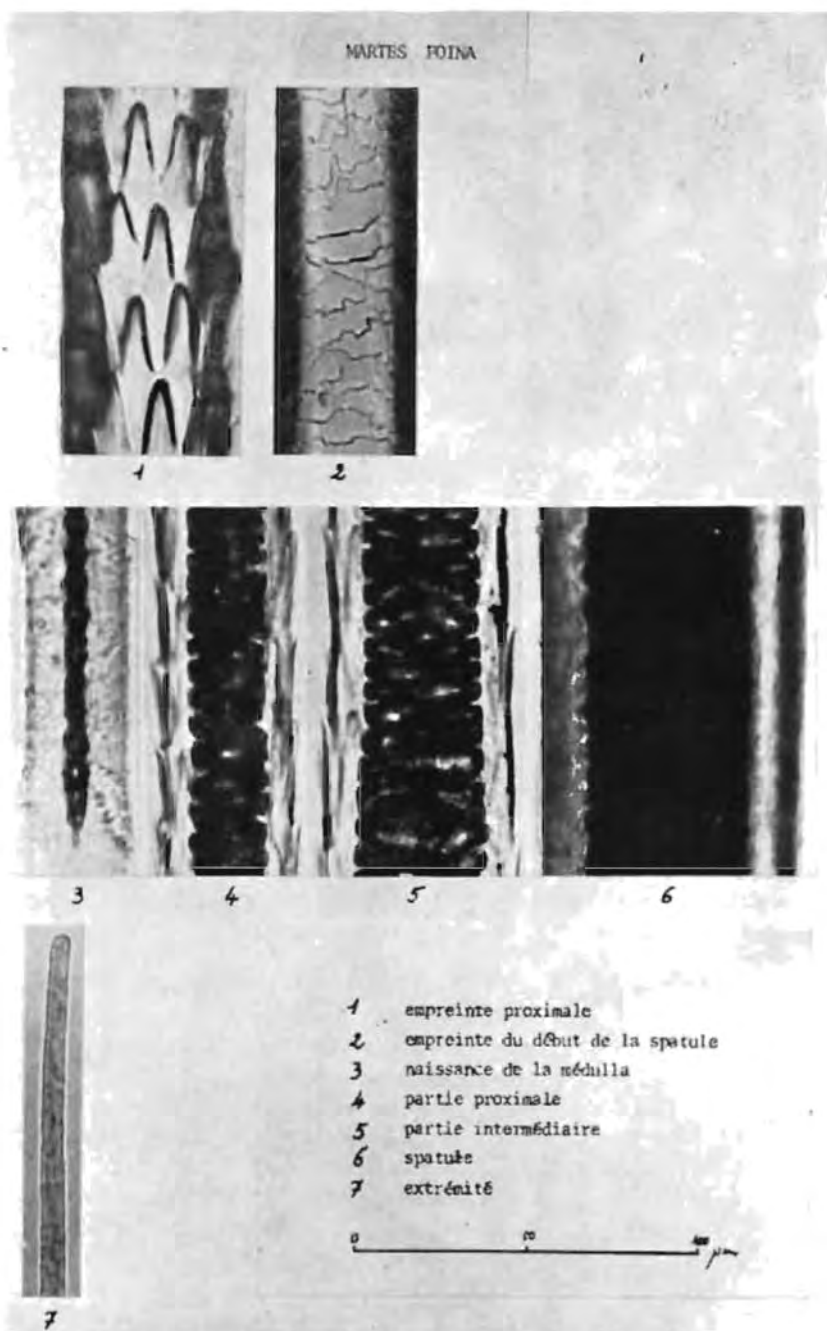 MARTES FOINA
1
2
3
4
5
6
7
1 empreinte proximale
2 empreinte du début de la spatule
3 naissance de la médulla
4 partie proximale
5 partie intermédiaire
6 spatule
7 extrémité
0 50 100 µm